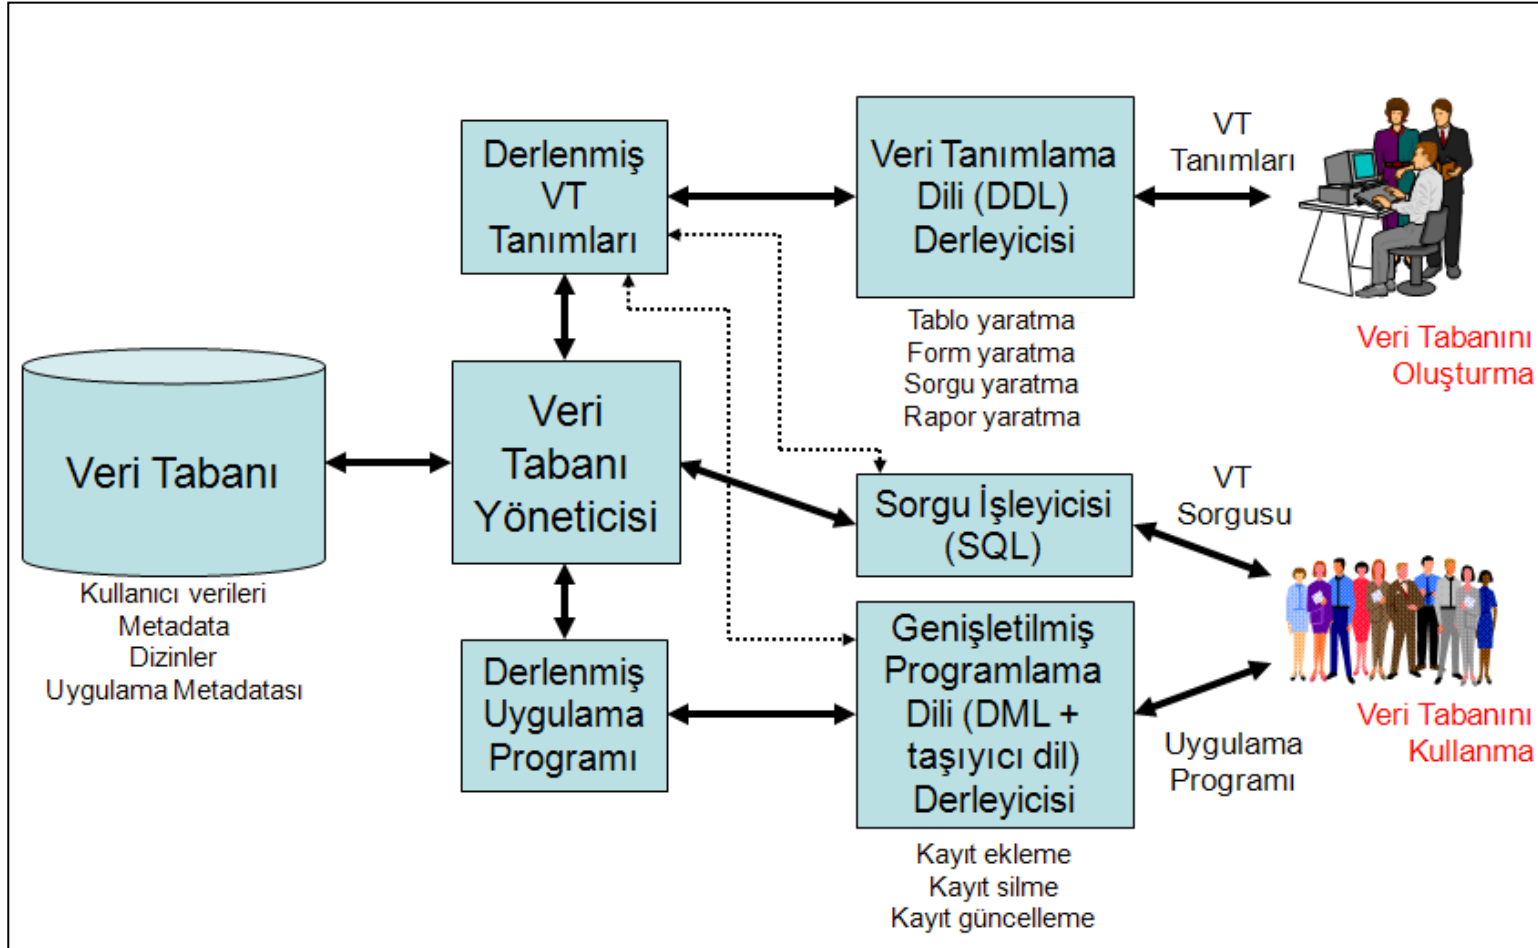 Derlenmiş
VT
Tanımları
Veri Tanımlama
Dili (DDL)
Derleyicisi
VT
Tanımları
Tablo yaratma
Form yaratma
Sorgu yaratma
Rapor yaratma
Veri Tabanını
Oluşturma
Veri Tabanı
Kullanıcı verileri
Metadata
Dizinler
Uygulama Metadatası
Veri
Tabanı
Yöneticisi
Sorgu İşleyicisi
(SQL)
VT
Sorgusu
Derlenmiş
Uygulama
Programı
Genişletilmiş
Programlama
Dili (DML +
taşıyıcı dil)
Derleyicisi
Uygulama
Programı
Veri Tabanını
Kullanma
Kayıt ekleme
Kayıt silme
Kayıt güncelleme